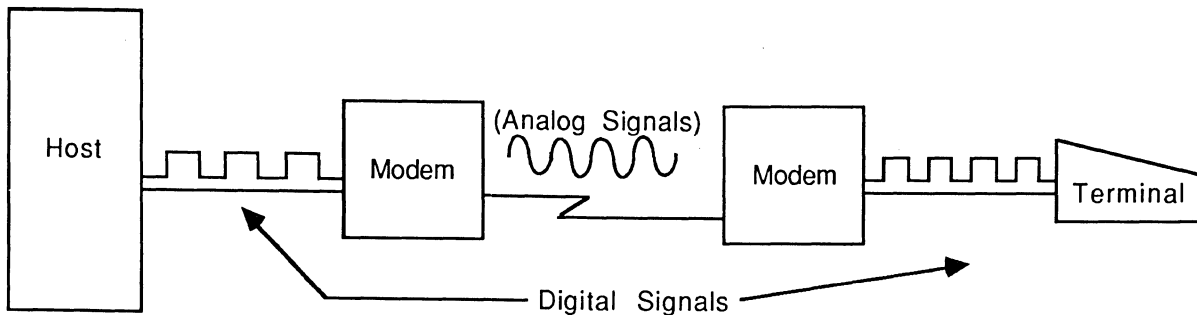 Host
Modem
(Analog Signals)
Modem
Terminal
Digital Signals